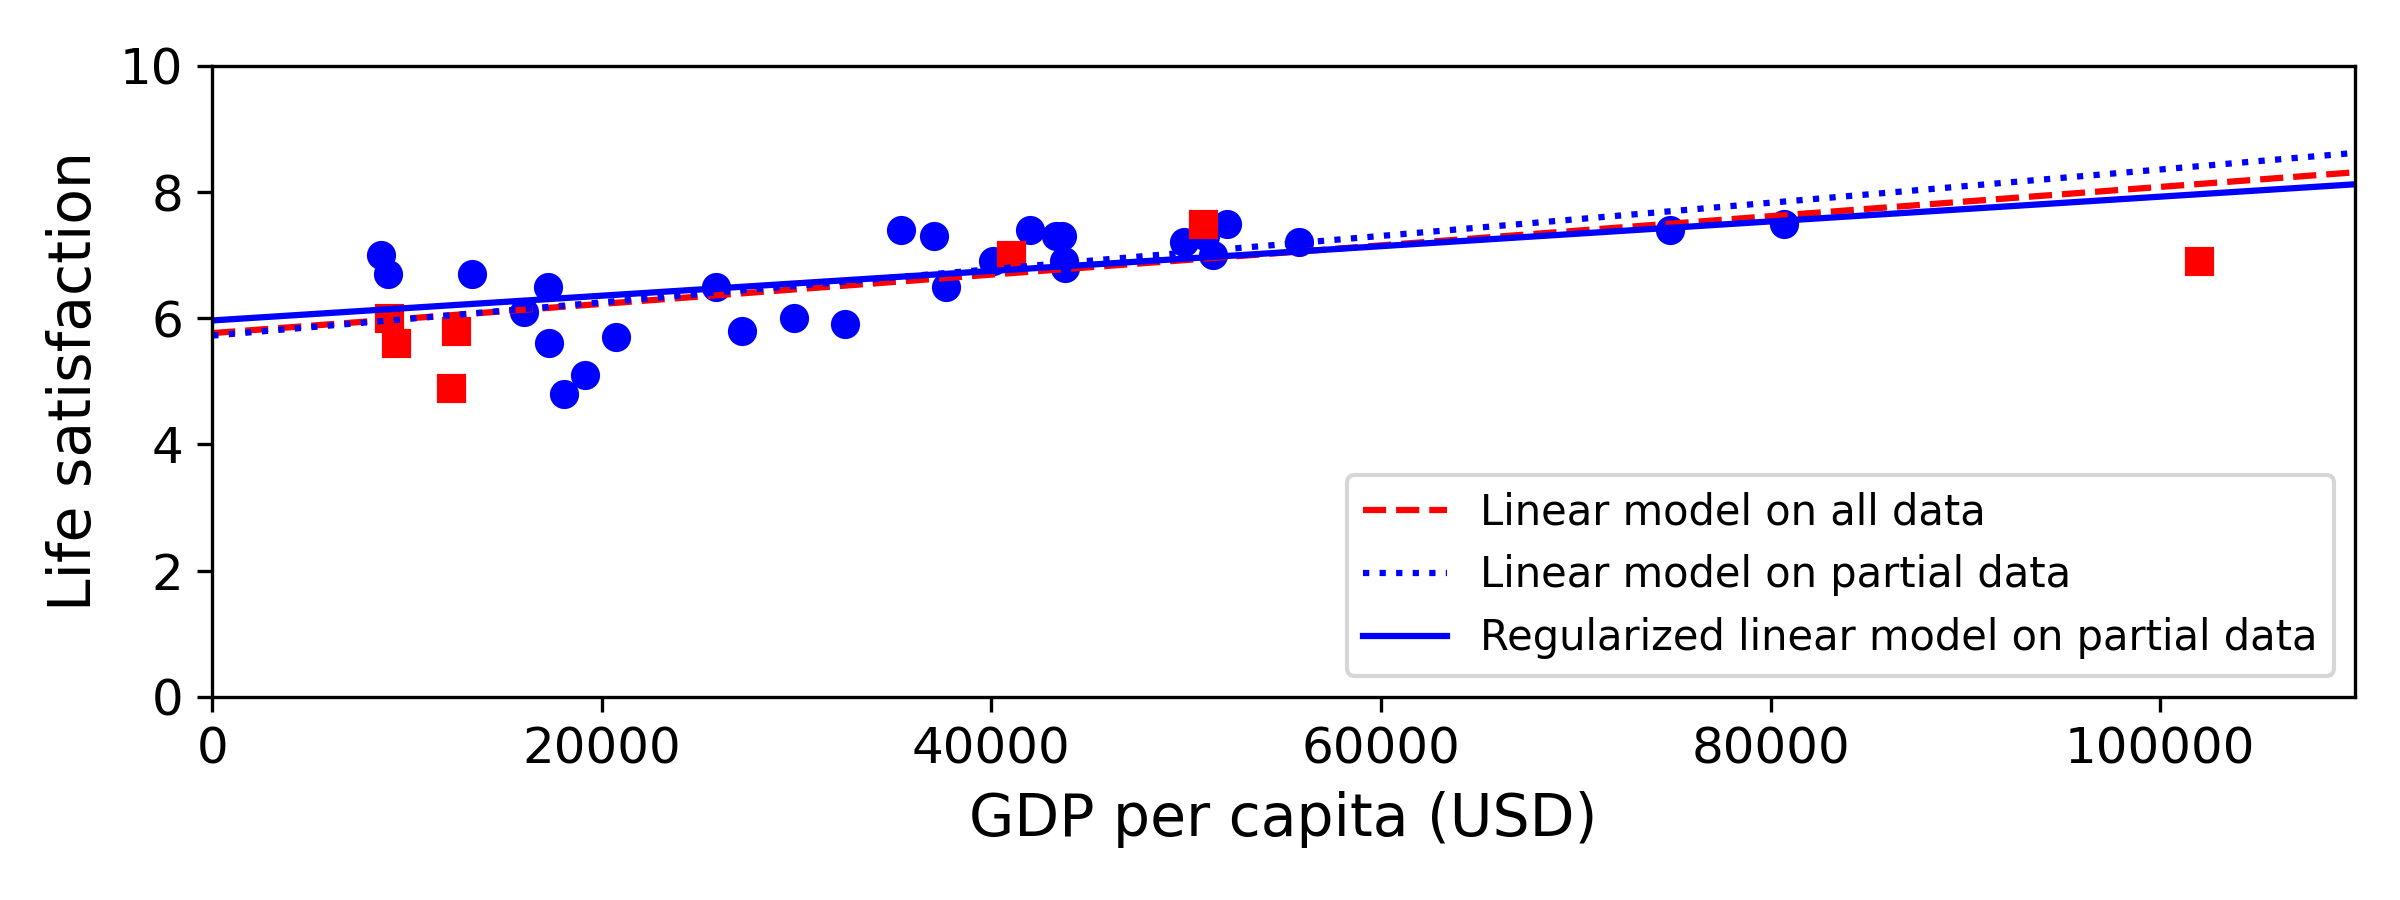 10
8
6
4
2
0
Life satisfaction
0 20000 40000 60000 80000 100000
GDP per capita (USD)
Linear model on all data
Linear model on partial data
Regularized linear model on partial data